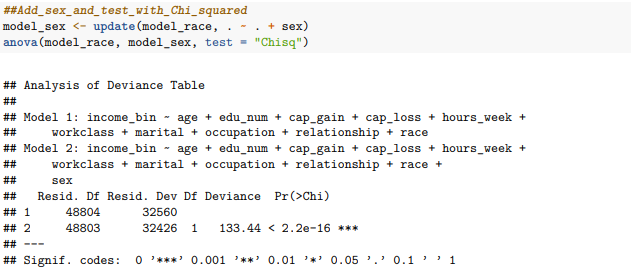 ##Add_sex_and_test_with_Chi_squared
model_sex <- update(model_race, . ~ . + sex)
anova(model_race, model_sex, test = "Chisq")
## Analysis of Deviance Table
##
## Model 1: income_bin ~ age + edu_num + cap_gain + cap_loss + hours_week +
##     workclass + marital + occupation + relationship + race
## Model 2: income_bin ~ age + edu_num + cap_gain + cap_loss + hours_week +
##     workclass + marital + occupation + relationship + race +
##     sex
##   Resid. Df Resid. Dev Df Deviance  Pr(>Chi)
## 1     48804      32560
## 2     48803      32426  1   133.44 < 2.2e-16 ***
## ---
## Signif. codes:  0 '***' 0.001 '**' 0.01 '*' 0.05 '.' 0.1 ' ' 1